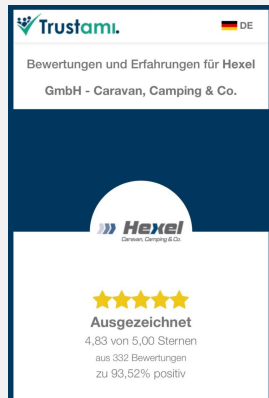 Trustami.
DE
Bewertungen und Erfahrungen für Hexel
GmbH - Caravan, Camping & Co.
Hexel
Caravan, Camping & Co.
Ausgezeichnet
4,83 von 5,00 Sternen
aus 332 Bewertungen
zu 93,52% positiv